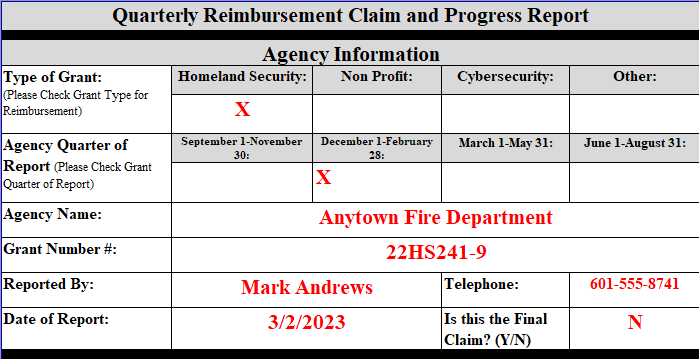 Quarterly Reimbursement Claim and Progress Report
Agency Information
Type of Grant:
(Please Check Grant Type for
Reimbursement)
Homeland Security:
Non Profit:
Cybersecurity:
Other:
X
Agency Quarter of
Report (Please Check Grant
Quarter of Report)
September 1-November
30:
December 1-February
28:
March 1-May 31:
June 1-August 31:
X
Agency Name:
Anytown Fire Department
Grant Number #:
22HS241-9
Reported By:
Mark Andrews
Telephone:
601-555-8741
Date of Report:
3/2/2023
Is this the Final
Claim? (Y/N)
N